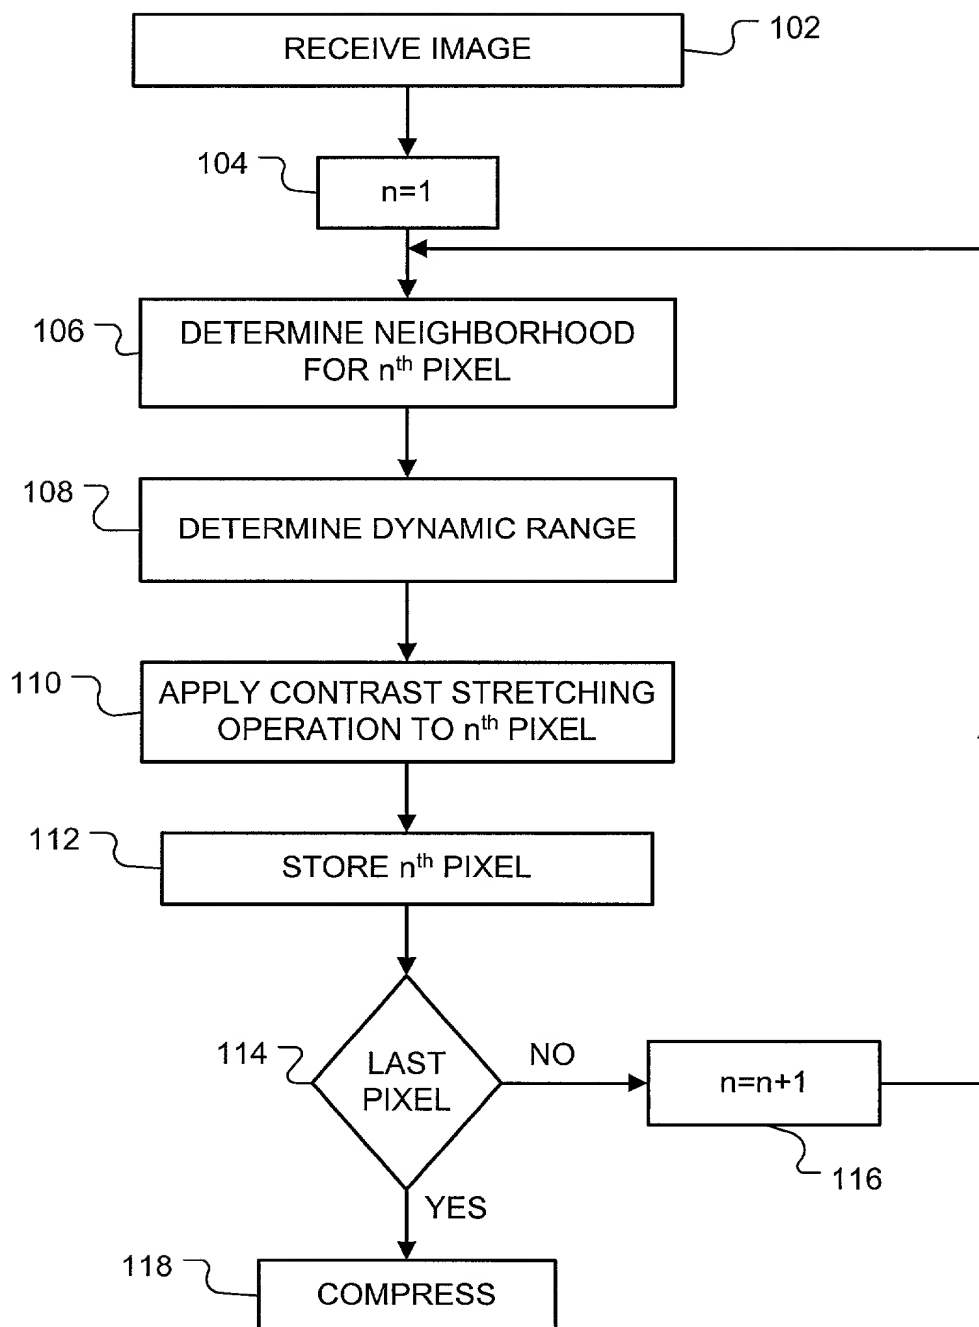 RECEIVE IMAGE
102
104
n=1
106
DETERMINE NEIGHBORHOOD
FOR nth PIXEL
108
DETERMINE DYNAMIC RANGE
110
APPLY CONTRAST STRETCHING
OPERATION TO nth PIXEL
112
STORE nth PIXEL
114
LAST
PIXEL
NO
n=n+1
116
YES
118
COMPRESS